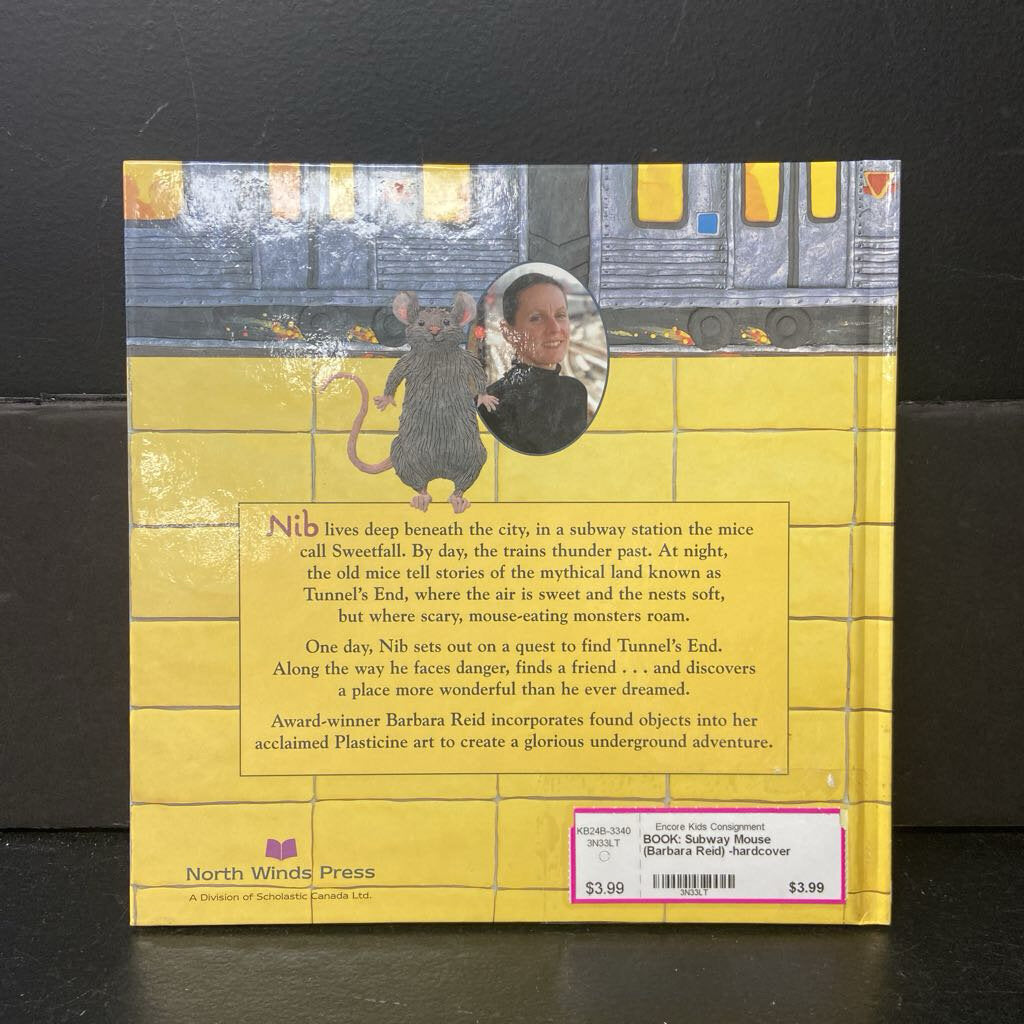 Nib lives deep beneath the city, in a subway station the mice
call Sweetfall. By day, the trains thunder past. At night,
the old mice tell stories of the mythical land known as
Tunnel's End, where the air is sweet and the nests soft,
but where scary, mouse-eating monsters roam.
One day, Nib sets out on a quest to find Tunnel's End.
Along the way he faces danger, finds a friend . . . and discovers
a place more wonderful than he ever dreamed.
Award-winner Barbara Reid incorporates found objects into her
acclaimed Plasticine art to create a glorious underground adventure.
North Winds Press
A Division of Scholastic Canada Ltd.
KB24B-3340
3N33LT
$3.99
Encore Kids Consignment
BOOK: Subway Mouse
(Barbara Reid) -hardcover
3N33LT
$3.99